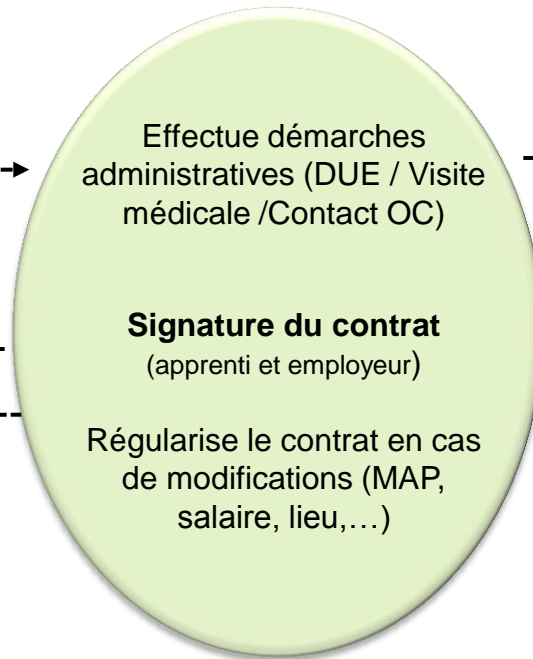 Effectue démarches
administratives (DUE / Visite
médicale /Contact OC)
Signature du contrat
(apprenti et employeur)
Régularise le contrat en cas
de modifications (MAP,
salaire, lieu,…)